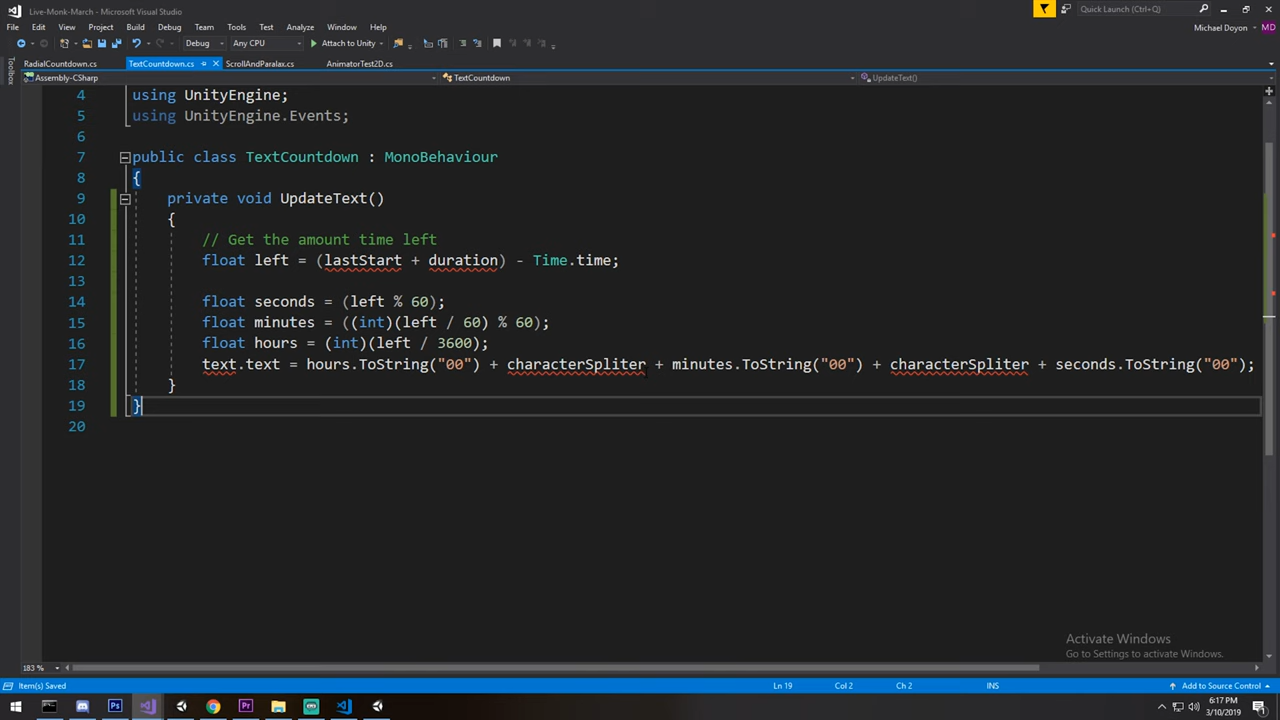 Live-Monk-March - Microsoft Visual Studio
Quick Launch (Ctrl+Q)
File Edit View Project Build Debug Team Tools Test Analyze Window Help
Michael Doyon MD
Debug Any CPU Attach to Unity
RadialCountdown.cs TextCountdown.cs ScrollAndParalax.cs AnimatorTest2D.cs
Toolbox
Assembly-CSharp TextCountdown UpdateText()
4 using UnityEngine;
5 using UnityEngine.Events;
6
7 public class TextCountdown : MonoBehaviour
8 {
9 private void UpdateText()
10 {
11 // Get the amount time left
12 float left = (lastStart + duration) - Time.time;
13
14 float seconds = (left % 60);
15 float minutes = ((int)(left / 60) % 60);
16 float hours = (int)(left / 3600);
17 text.text = hours.ToString("00") + characterSpliter + minutes.ToString("00") + characterSpliter + seconds.ToString("00");
18 }
19 }
20
Activate Windows
Go to Settings to activate Windows.
183 %
Item(s) Saved Ln 19 Col 2 Ch 2 INS Add to Source Control
6:17 PM
3/10/2019